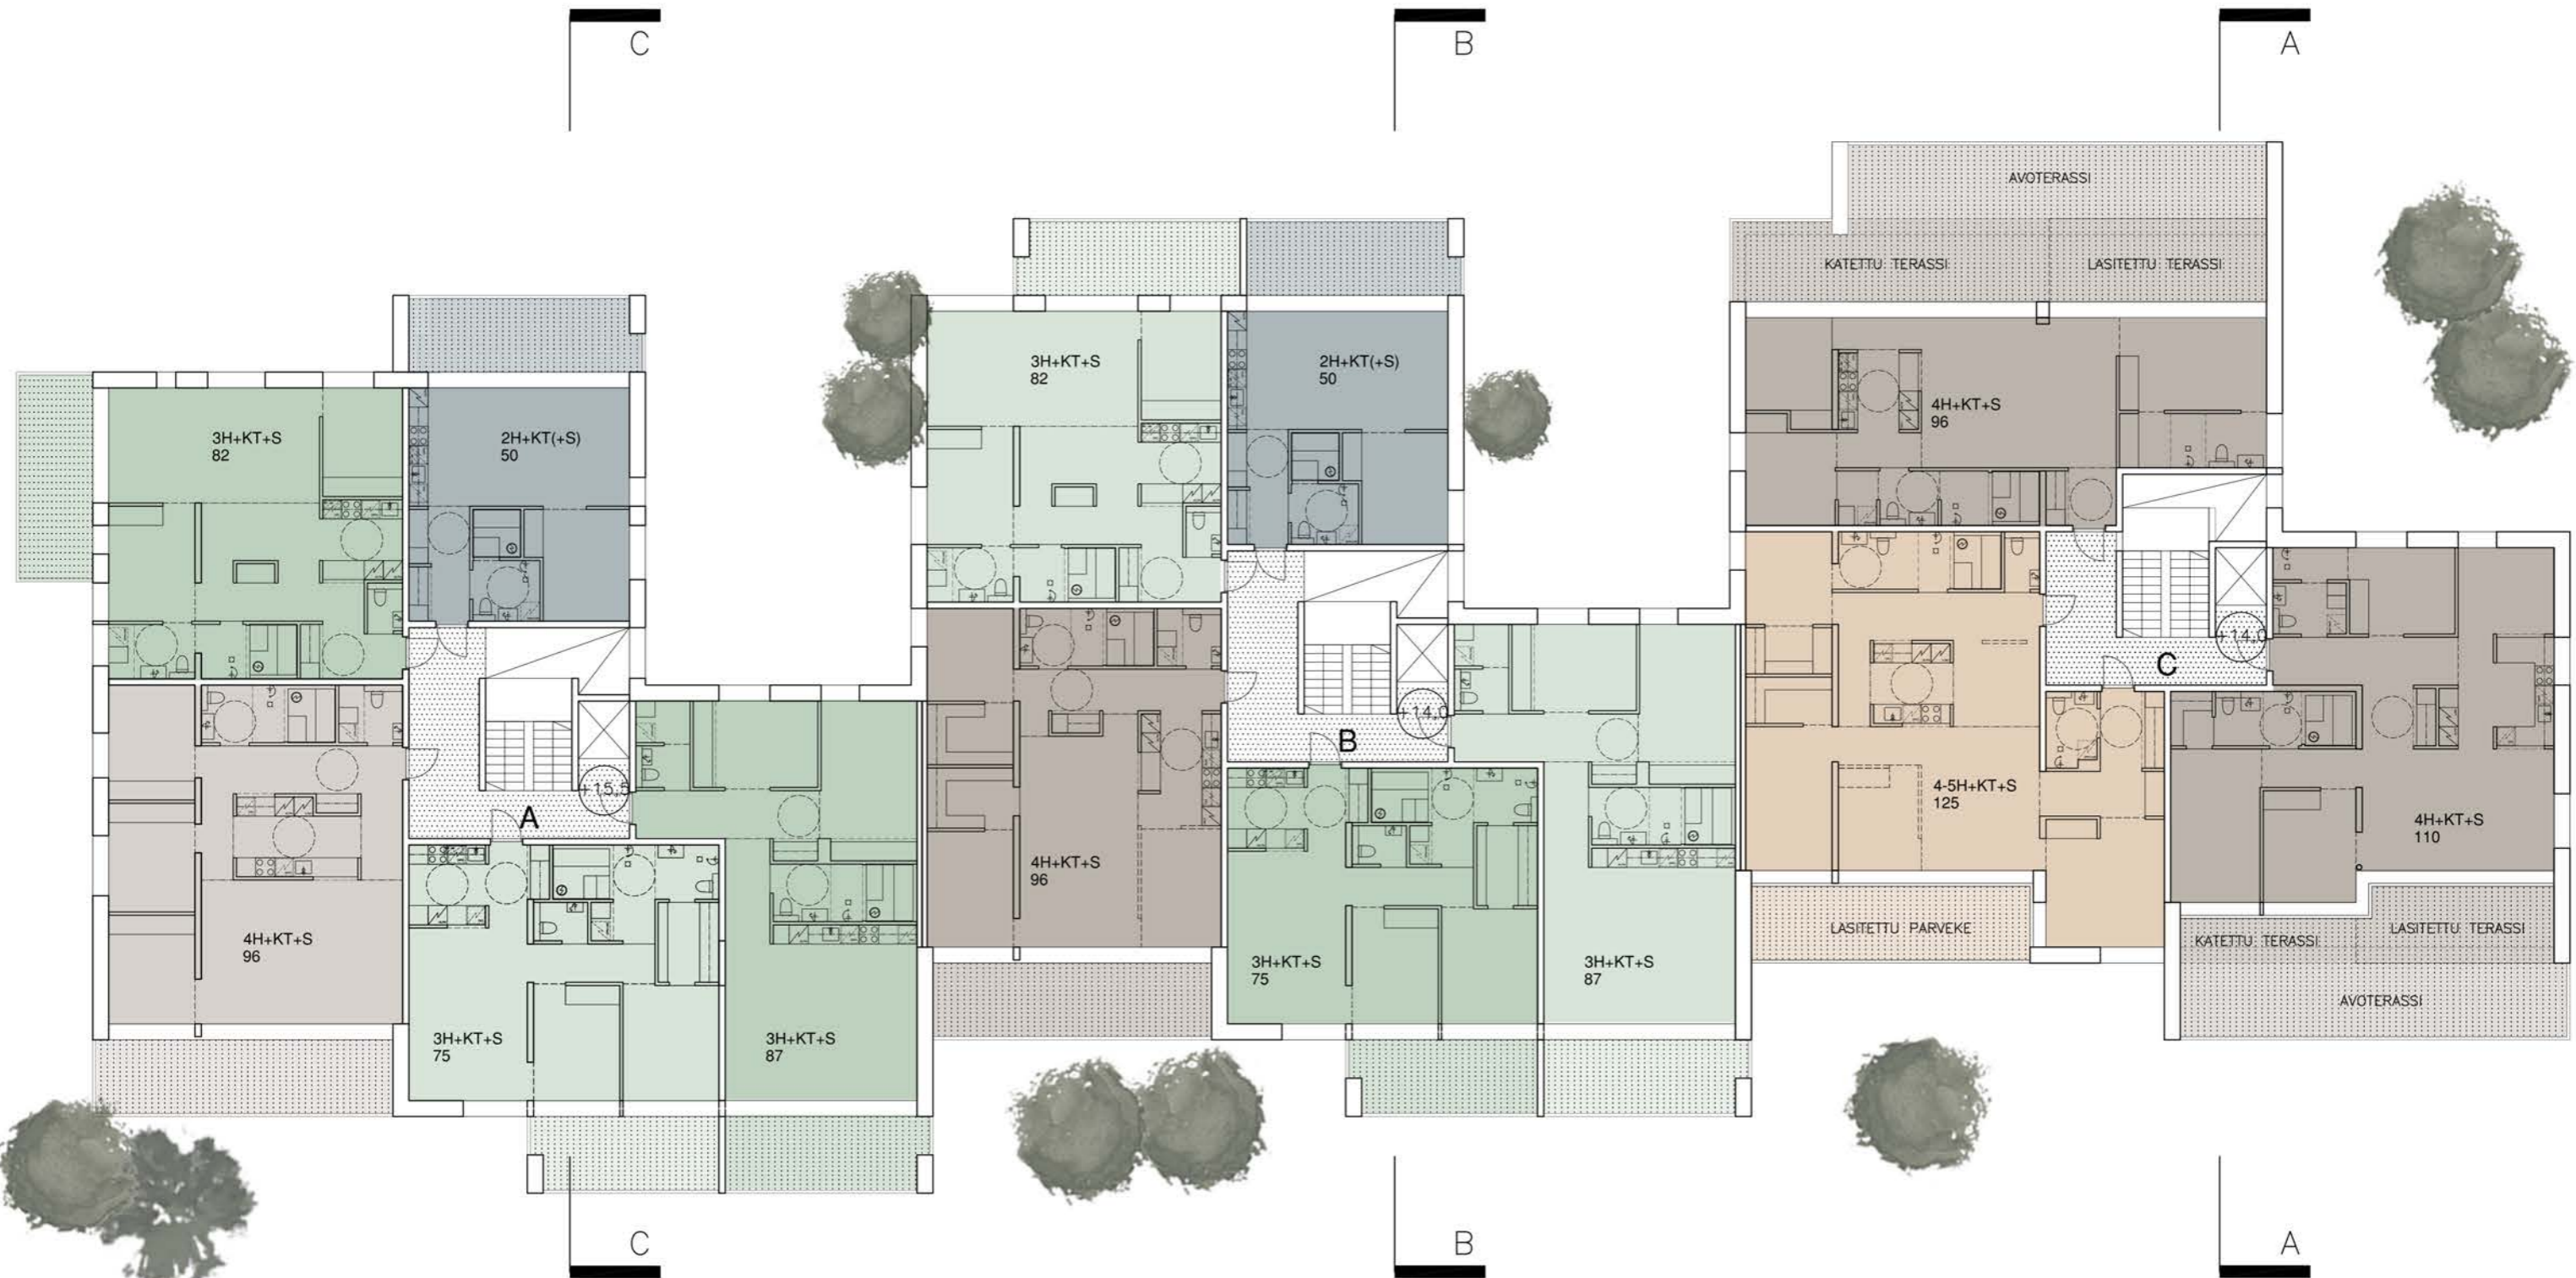 C
B
A
AVOTERASSI
KATETTU TERASSI
LASITETTU TERASSI
3H+KT+S
82
2H+KT(+S)
50
3H+KT+S
82
2H+KT(+S)
50
4H+KT+S
96
+14,0
C
+14,0
B
+15,5
A
4-5H+KT+S
125
4H+KT+S
110
4H+KT+S
96
4H+KT+S
96
3H+KT+S
75
3H+KT+S
87
LASITETTU PARVEKE
KATETTU TERASSI
LASITETTU TERASSI
AVOTERASSI
3H+KT+S
75
3H+KT+S
87
C
B
A